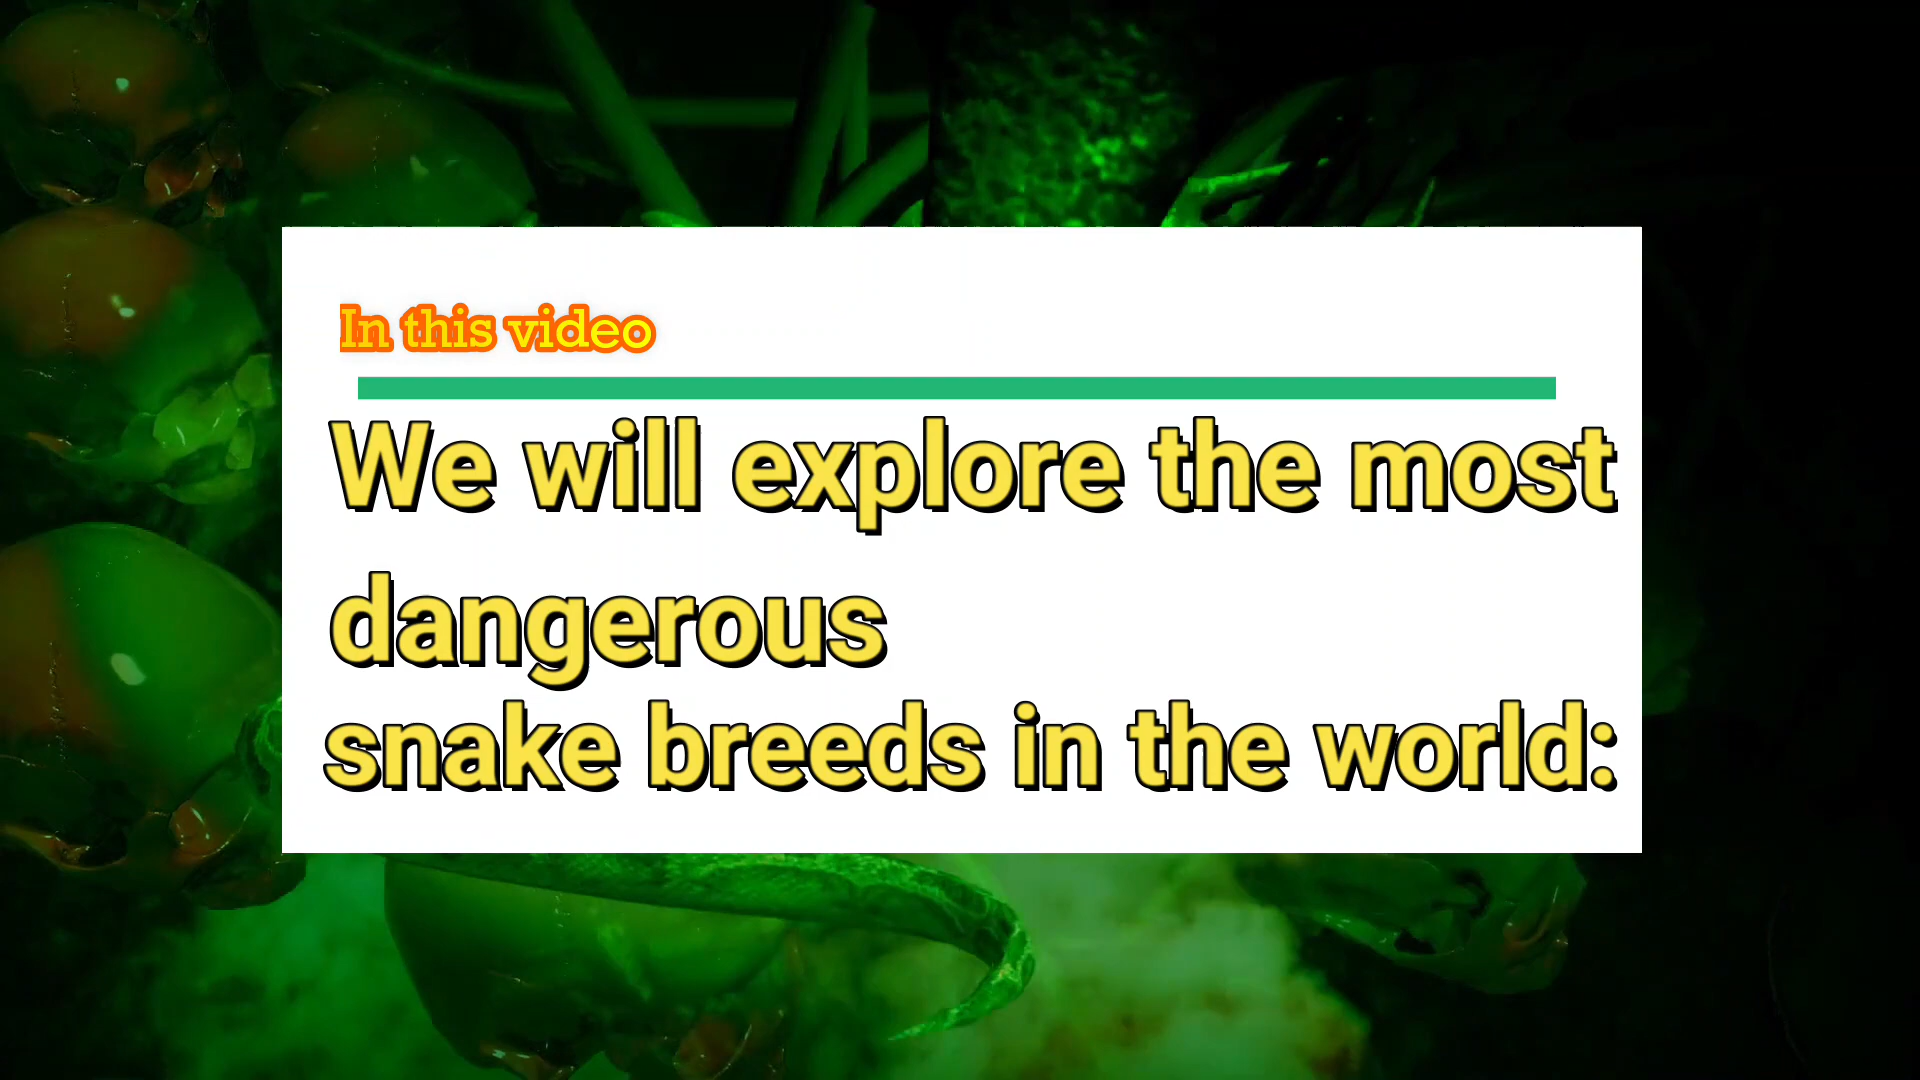 In this video
We will explore the most
dangerous
snake breeds in the world: